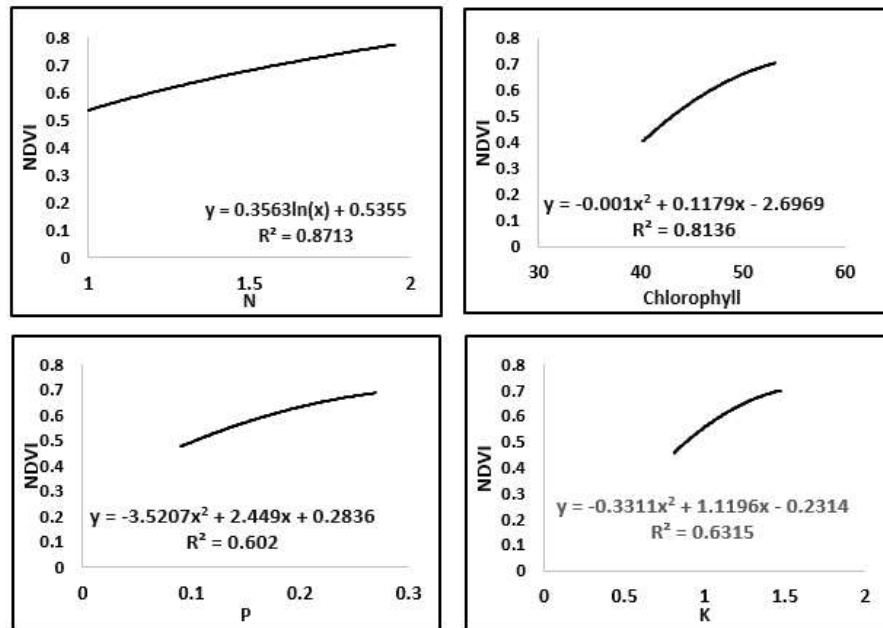 0.8
0.7
0.6
0.5
0.4
0.3
0.2
0.1
0
NDVI
y = 0.3563ln(x) + 0.5355
R² = 0.8713
1 1.5 2
N
0.8
0.7
0.6
0.5
0.4
0.3
0.2
0.1
0
NDVI
y = -0.001x² + 0.1179x - 2.6969
R² = 0.8136
30 40 50 60
Chlorophyll
0.8
0.7
0.6
0.5
0.4
0.3
0.2
0.1
0
NDVI
y = -3.5207x² + 2.449x + 0.2836
R² = 0.602
0 0.1 0.2 0.3
P
0.8
0.7
0.6
0.5
0.4
0.3
0.2
0.1
0
NDVI
y = -0.3311x² + 1.1196x - 0.2314
R² = 0.6315
0 0.5 1 1.5 2
K